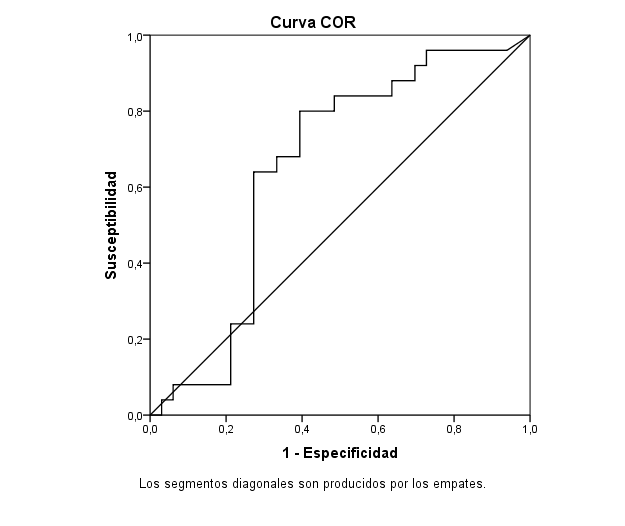 Curva COR
1,0
0,8
0,6
0,4
0,2
0,0
Susceptibilidad
0,0 0,2 0,4 0,6 0,8 1,0
1 - Especificidad
Los segmentos diagonales son producidos por los empates.